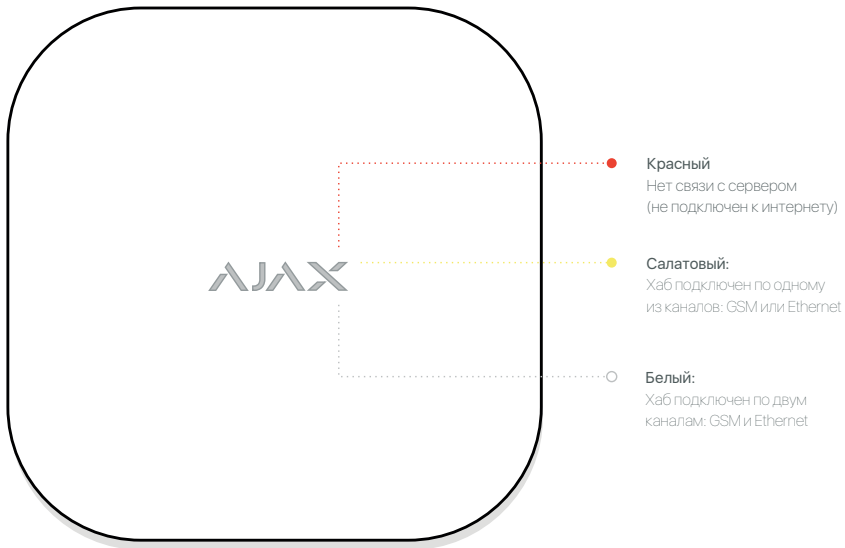 AJAX
Красный
Нет связи с сервером
(не подключен к интернету)
Салатовый:
Хаб подключен по одному
из каналов: GSM или Ethernet
Белый:
Хаб подключен по двум
каналам: GSM и Ethernet